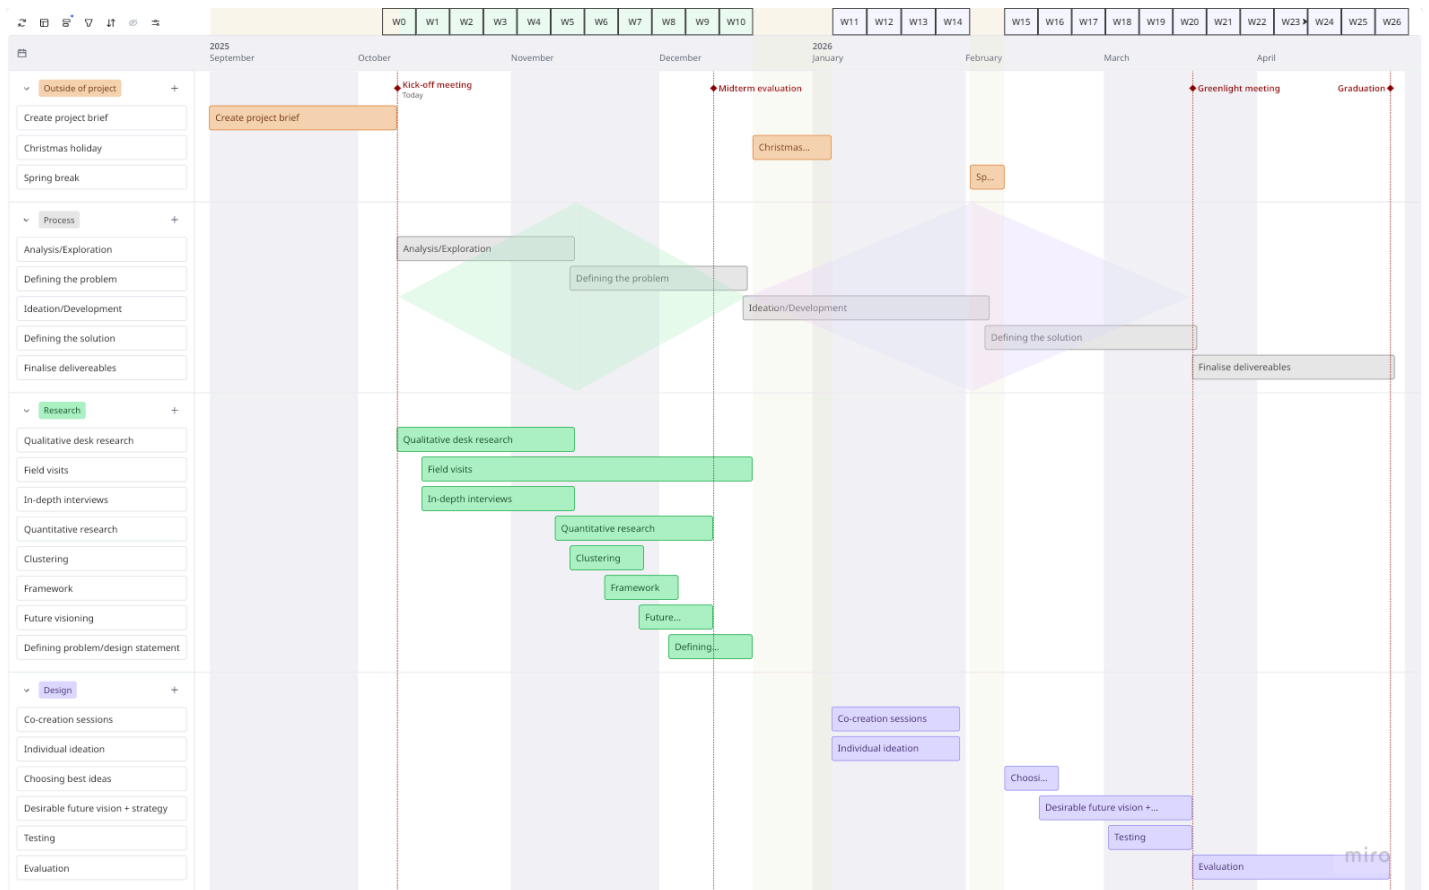 W0 W1 W2 W3 W4 W5 W6 W7 W8 W9 W10 W11 W12 W13 W14 W15 W16 W17 W18 W19 W20 W21 W22 W23 W24 W25 W26
2025 2026
September October November December January February March April
Outside of project
Kick-off meeting
Today
Midterm evaluation
Greenlight meeting
Graduation
Create project brief Create project brief
Christmas holiday Christmas...
Spring break Sp...
Process
Analysis/Exploration Analysis/Exploration
Defining the problem Defining the problem
Ideation/Development Ideation/Development
Defining the solution Defining the solution
Finalise delivereables Finalise delivereables
Research
Qualitative desk research Qualitative desk research
Field visits Field visits
In-depth interviews In-depth interviews
Quantitative research Quantitative research
Clustering Clustering
Framework Framework
Future visioning Future...
Defining problem/design statement Defining...
Design
Co-creation sessions Co-creation sessions
Individual ideation Individual ideation
Choosing best ideas Choosi...
Desirable future vision + strategy Desirable future vision +...
Testing Testing
miro
Evaluation Evaluation